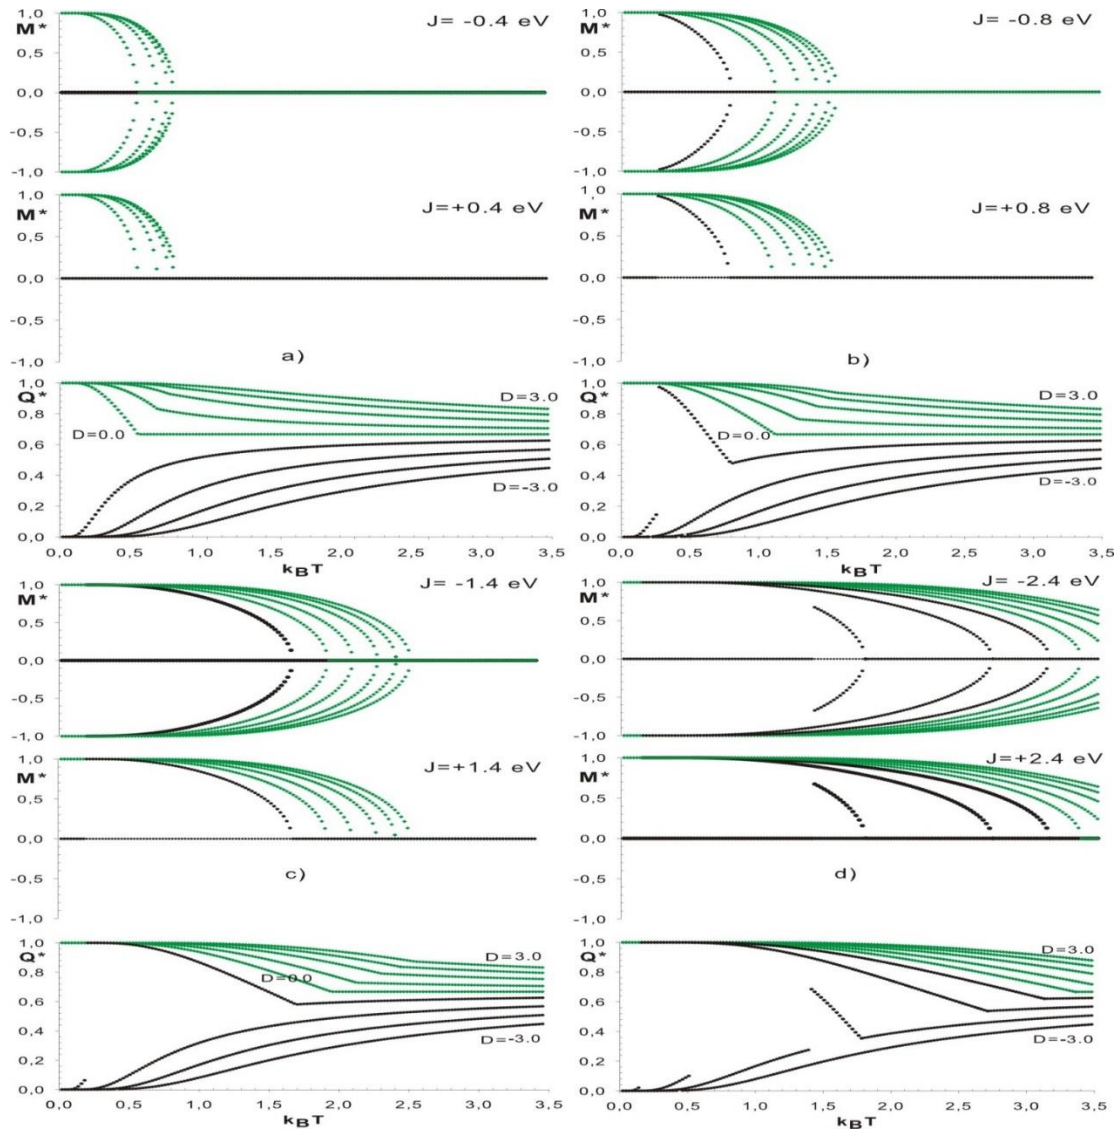 J= -0.4 eV
1,0
M*
0,5
0,0
-0.5
-1,0
J=+0.4 eV
1,0
M*
0,5
0,0
-0,5
-1,0
a)
1.0
Q*
0.8
0.6
0.4
0.2
0.0
D=3.0
D=0.0
D=-3.0
0.0 0.5 1.0 1.5 2.0 2.5 3.0 3.5
kBT
J= -0.8 eV
1,0
M*
0,5
0,0
-0.5
-1,0
J=+0.8 eV
1,0
M*
0,5
0,0
-0,5
-1,0
b)
1.0
Q*
0.8
0.6
0.4
0.2
0.0
D=3.0
D=0.0
D=-3.0
0.0 0.5 1.0 1.5 2.0 2.5 3.0 3.5
kBT
J= -1.4 eV
1,0
M*
0,5
0,0
-0.5
-1,0
J=+1.4 eV
1,0
M*
0,5
0,0
-0,5
-1,0
c)
1.0
Q*
0.8
0.6
0.4
0.2
0.0
D=3.0
D=0.0
D=-3.0
0.0 0.5 1.0 1.5 2.0 2.5 3.0 3.5
kBT
J= -2.4 eV
1,0
M*
0,5
0,0
-0.5
-1,0
J=+2.4 eV
1,0
M*
0,5
0,0
-0,5
-1,0
d)
1.0
Q*
0.8
0.6
0.4
0.2
0.0
D=3.0
D=-3.0
0.0 0.5 1.0 1.5 2.0 2.5 3.0 3.5
kBT